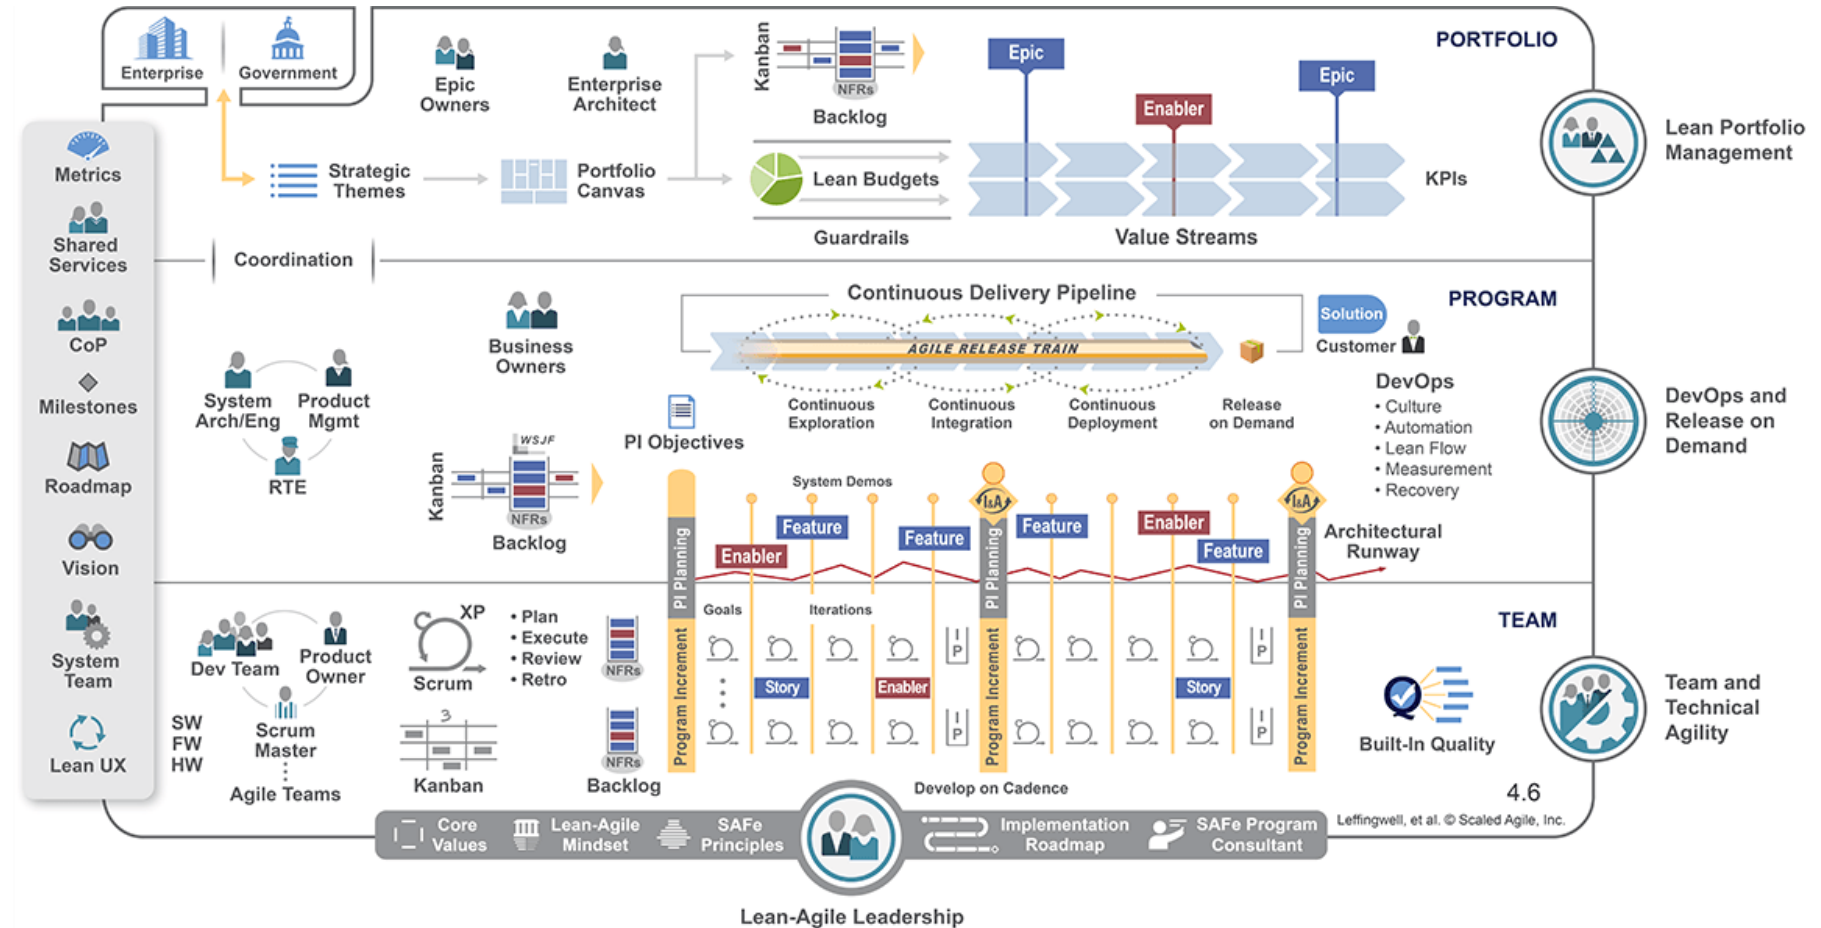 Enterprise
Government
Epic
Owners
Enterprise
Architect
Kanban
NFRs
Backlog
Epic
Enabler
Epic
PORTFOLIO
Strategic
Themes
Portfolio
Canvas
Lean Budgets
Guardrails
Value Streams
KPIs
Lean Portfolio
Management
Metrics
Shared
Services
CoP
Milestones
Roadmap
Vision
System
Team
Lean UX
Coordination
PROGRAM
Business
Owners
Continuous Delivery Pipeline
AGILE RELEASE TRAIN
Continuous
Exploration
Continuous
Integration
Continuous
Deployment
Release
on Demand
Solution
Customer
DevOps
• Culture
• Automation
• Lean Flow
• Measurement
• Recovery
DevOps and
Release on
Demand
System
Arch/Eng
Product
Mgmt
RTE
Kanban
WSJF
NFRs
Backlog
PI Objectives
System Demos
I&A
I&A
PI Planning
PI Planning
PI Planning
Enabler
Feature
Feature
Feature
Enabler
Feature
Architectural
Runway
TEAM
Dev Team
Product
Owner
Scrum
Master
Agile Teams
SW
FW
HW
XP
Scrum
• Plan
• Execute
• Review
• Retro
3
Kanban
NFRs
NFRs
Backlog
Program Increment
Program Increment
Program Increment
Goals
Iterations
Story
Enabler
Story
I
P
I
P
I
P
I
P
Develop on Cadence
Built-In Quality
Team and
Technical
Agility
4.6
Leffingwell, et al. © Scaled Agile, Inc.
Core
Values
Lean-Agile
Mindset
SAFe
Principles
Implementation
Roadmap
SAFe Program
Consultant
Lean-Agile Leadership